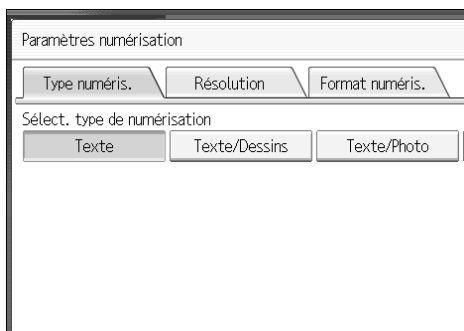 Paramètres numérisation
Type numéris. Résolution Format numéris.
Sélect. type de numérisation
Texte Texte/Dessins Texte/Photo